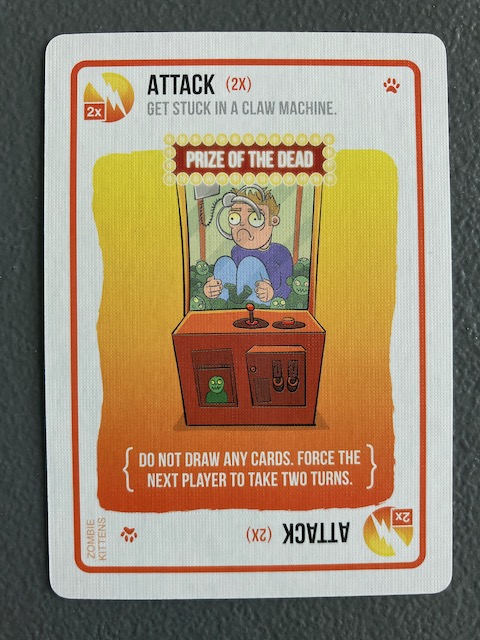 ATTACK (2X)
2x
GET STUCK IN A CLAW MACHINE.
PRIZE OF THE DEAD
{ DO NOT DRAW ANY CARDS. FORCE THE
NEXT PLAYER TO TAKE TWO TURNS. }
ZOMBIE
KITTENS
ATTACK (2X)
2x